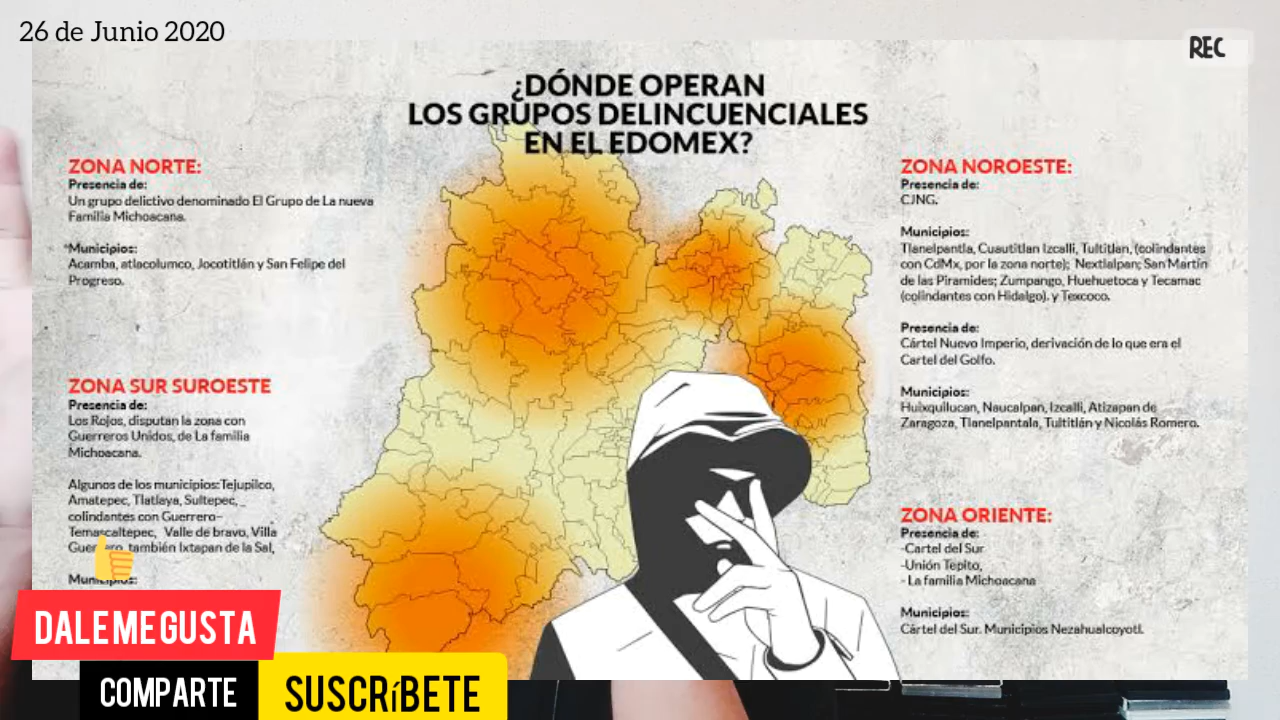 26 de Junio 2020
REC
¿DÓNDE OPERAN
LOS GRUPOS DELINCUENCIALES
EN EL EDOMEX?
ZONA NORTE:
Presencia de:
Un grupo delictivo denominado El Grupo de La nueva
Familia Michoacana.
*Municipios:
Acamba, atlacolumco, Jocotitlán y San Felipe del
Progreso.
ZONA SUR SUROESTE
Presencia de:
Los Rojos, disputan la zona con
Guerreros Unidos, de La familia
Michoacana.
Algunos de los municipios:Tejupilco,
Amatepec, Tlatlaya, Sultepec,_
colindantes con Guerrero–
Temascaltepec, Valle de bravo, Villa
Guerrero, también Ixtapan de la Sal,
Municipios:
ZONA NOROESTE:
Presencia de:
CJNG.
Municipios:
Tlanelpantla, Cuautitlan Izcalli, Tultitlan, (colindantes
con CdMx, por la zona norte); Nextlalpan; San Martin
de las Piramides; Zumpango, Huehuetoca y Tecamac
(colindantes con Hidalgo). y Texcoco.
Presencia de:
Cártel Nuevo Imperio, derivación de lo que era el
Cartel del Golfo.
Municipios:
Huixquilucan, Naucalpan, Izcalli, Atizapan de
Zaragoza, Tlanelpantala, Tultitlán y Nicolás Romero.
ZONA ORIENTE:
Presencia de:
-Cartel del Sur
-Unión Tepito,
- La familia Michoacana
Municipios:
Cártel del Sur. Municipios Nezahualcoyotl.
DALE ME GUSTA
COMPARTE
SUSCRíBETE